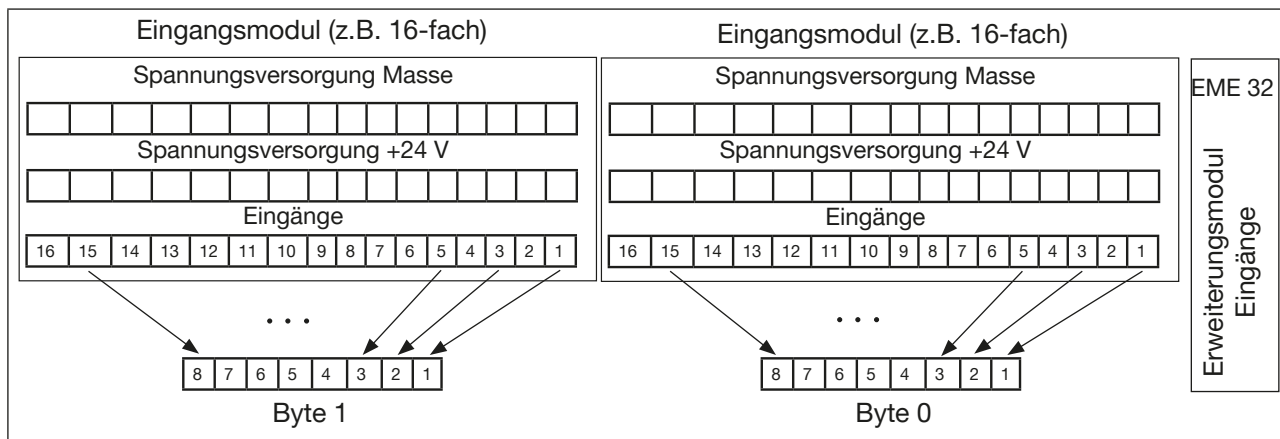 Eingangsmodul (z.B. 16-fach)
Spannungsversorgung Masse
Spannungsversorgung +24 V
Eingänge
16 15 14 13 12 11 10 9 8 7 6 5 4 3 2 1
. . .
8 7 6 5 4 3 2 1
Byte 1
Eingangsmodul (z.B. 16-fach)
Spannungsversorgung Masse
Spannungsversorgung +24 V
Eingänge
16 15 14 13 12 11 10 9 8 7 6 5 4 3 2 1
. . .
8 7 6 5 4 3 2 1
Byte 0
EME 32
Erweiterungsmodul
Eingänge